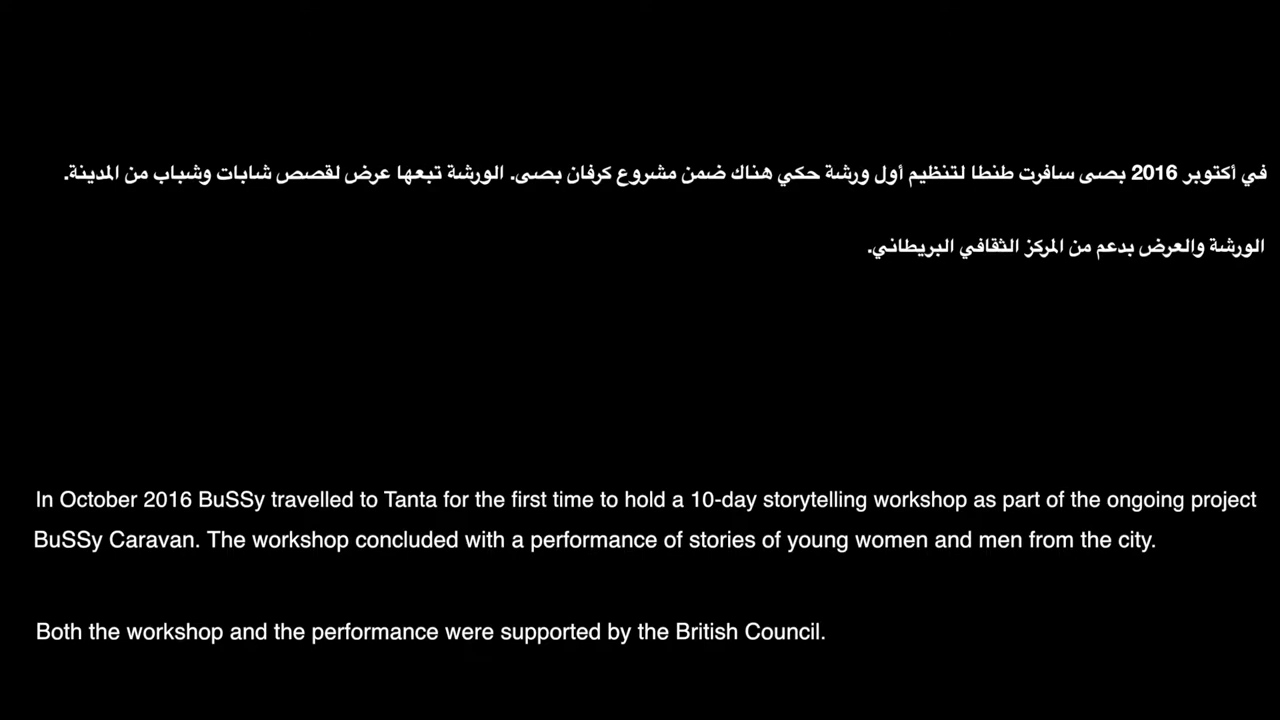 في أكتوبر 2016 بصى سافرت طنطا لتنظيم أول ورشة حكي هناك ضمن مشروع كرفان بصى. الورشة تبعها عرض لقصص شابات وشباب من المدينة.
الورشة والعرض بدعم من المركز الثقافي البريطاني.
In October 2016 BuSSy travelled to Tanta for the first time to hold a 10-day storytelling workshop as part of the ongoing project
BuSSy Caravan. The workshop concluded with a performance of stories of young women and men from the city.
Both the workshop and the performance were supported by the British Council.